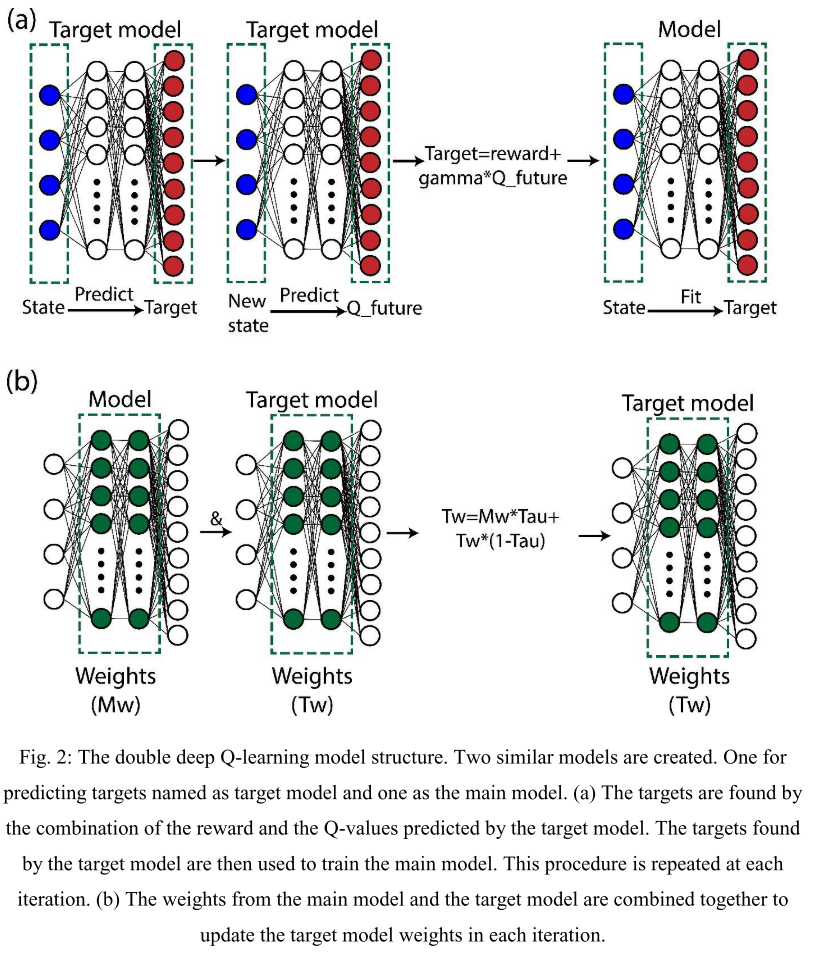 (a)
Target model
Target model
Model
Target=reward+
gamma*Q_future
State
Predict
Target
New
state
Predict
Q_future
State
Fit
Target
(b)
Model
Target model
Target model
&
Tw=Mw*Tau+
Tw*(1-Tau)
Weights
(Mw)
Weights
(Tw)
Weights
(Tw)
Fig. 2: The double deep Q-learning model structure. Two similar models are created. One for
predicting targets named as target model and one as the main model. (a) The targets are found by
the combination of the reward and the Q-values predicted by the target model. The targets found
by the target model are then used to train the main model. This procedure is repeated at each
iteration. (b) The weights from the main model and the target model are combined together to
update the target model weights in each iteration.